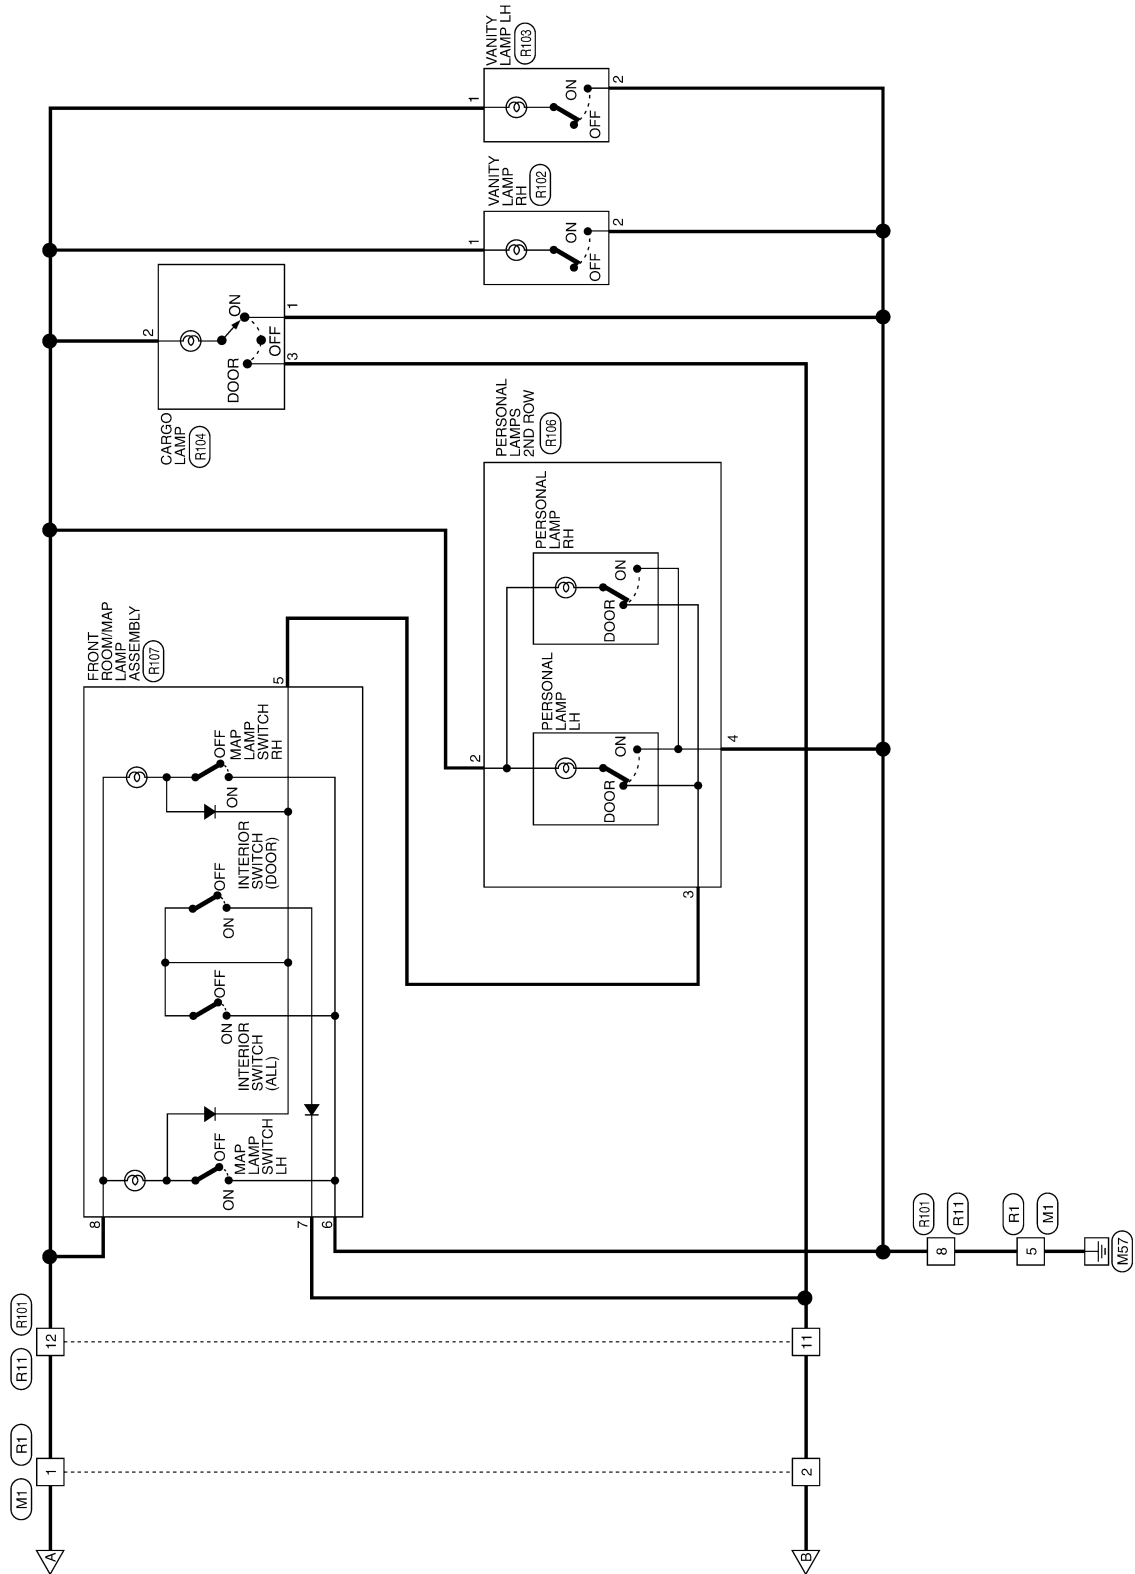 VANITY
LAMP LH
R103
1
ON
OFF
2
VANITY
LAMP
RH
R102
1
ON
OFF
2
2
ON
OFF
DOOR
1
3
CARGO
LAMP
R104
PERSONAL
LAMPS
2ND ROW
R106
PERSONAL
LAMP
RH
ON
DOOR
PERSONAL
LAMP
LH
ON
DOOR
2
4
3
FRONT
ROOM/MAP
LAMP
ASSEMBLY
R107
5
OFF
MAP
LAMP
SWITCH
RH
ON
INTERIOR
SWITCH
(DOOR)
OFF
ON
OFF
ON
INTERIOR
SWITCH
(ALL)
OFF
MAP
LAMP
SWITCH
LH
ON
8
7
6
R101
R11
8
R1
M1
5
M57
R101
12
R11
11
R1
1
M1
2
A
B